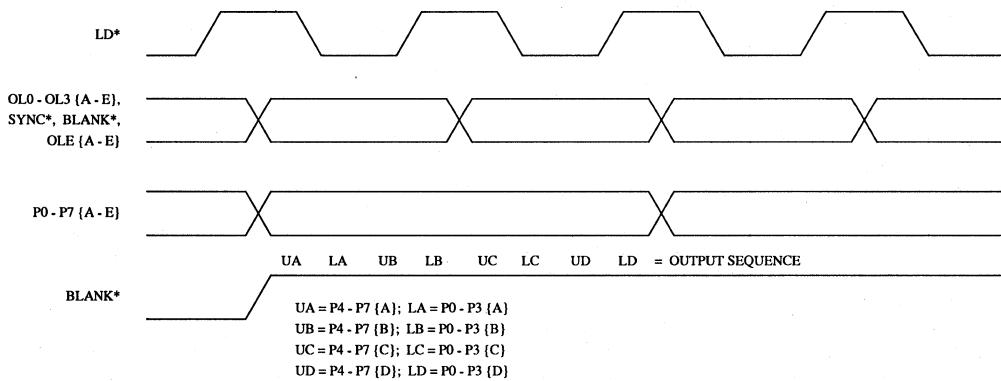 LD*
OL0 - OL3 {A - E},
SYNC*, BLANK*,
OLE {A - E}
P0 - P7 {A - E}
UA LA UB LB UC LC UD LD = OUTPUT SEQUENCE
BLANK*
UA = P4 - P7 {A}; LA = P0 - P3 {A}
UB = P4 - P7 {B}; LB = P0 - P3 {B}
UC = P4 - P7 {C}; LC = P0 - P3 {C}
UD = P4 - P7 {D}; LD = P0 - P3 {D}